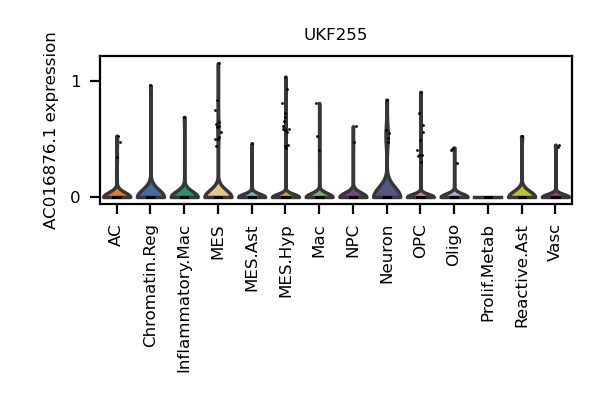 UKF255
AC016876.1 expression
1
0
AC
Chromatin.Reg
Inflammatory.Mac
MES
MES.Ast
MES.Hyp
Mac
NPC
Neuron
OPC
Oligo
Prolif.Metab
Reactive.Ast
Vasc